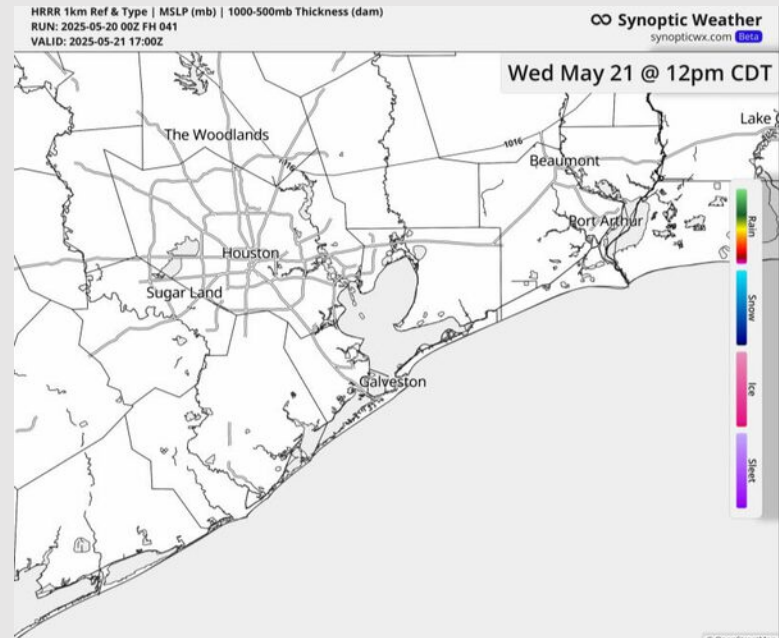 HRRR 1km Ref & Type | MSLP (mb) | 1000-500mb Thickness (dam)
RUN: 2025-05-20 00Z FH 041
VALID: 2025-05-21 17:00Z
Synoptic Weather
synopticwx.com Beta
Wed May 21 @ 12pm CDT
Lake
The Woodlands
1016
Beaumont
1016
Port Arthur
Houston
Sugar Land
Galveston
Rain
Snow
Ice
Sleet